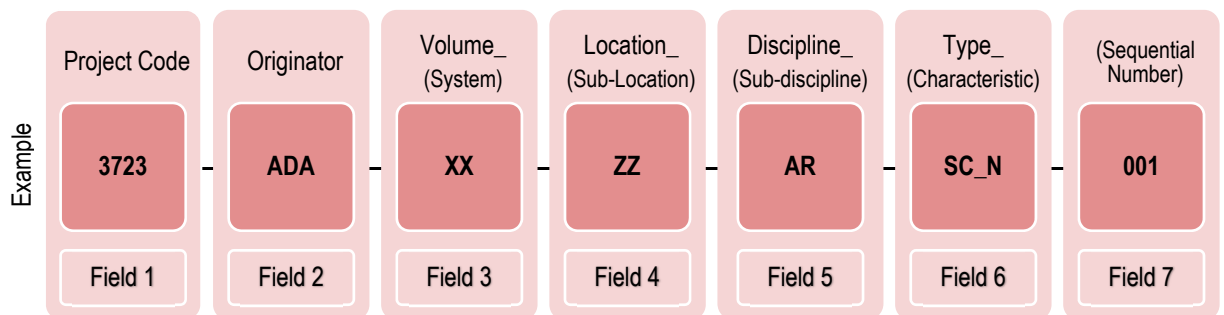 Project Code
Originator
Volume_
(System)
Location_
(Sub-Location)
Discipline_
(Sub-discipline)
Type_
(Characteristic)
(Sequential
Number)
Example
3723 – ADA – XX – ZZ – AR – SC_N – 001
Field 1 Field 2 Field 3 Field 4 Field 5 Field 6 Field 7